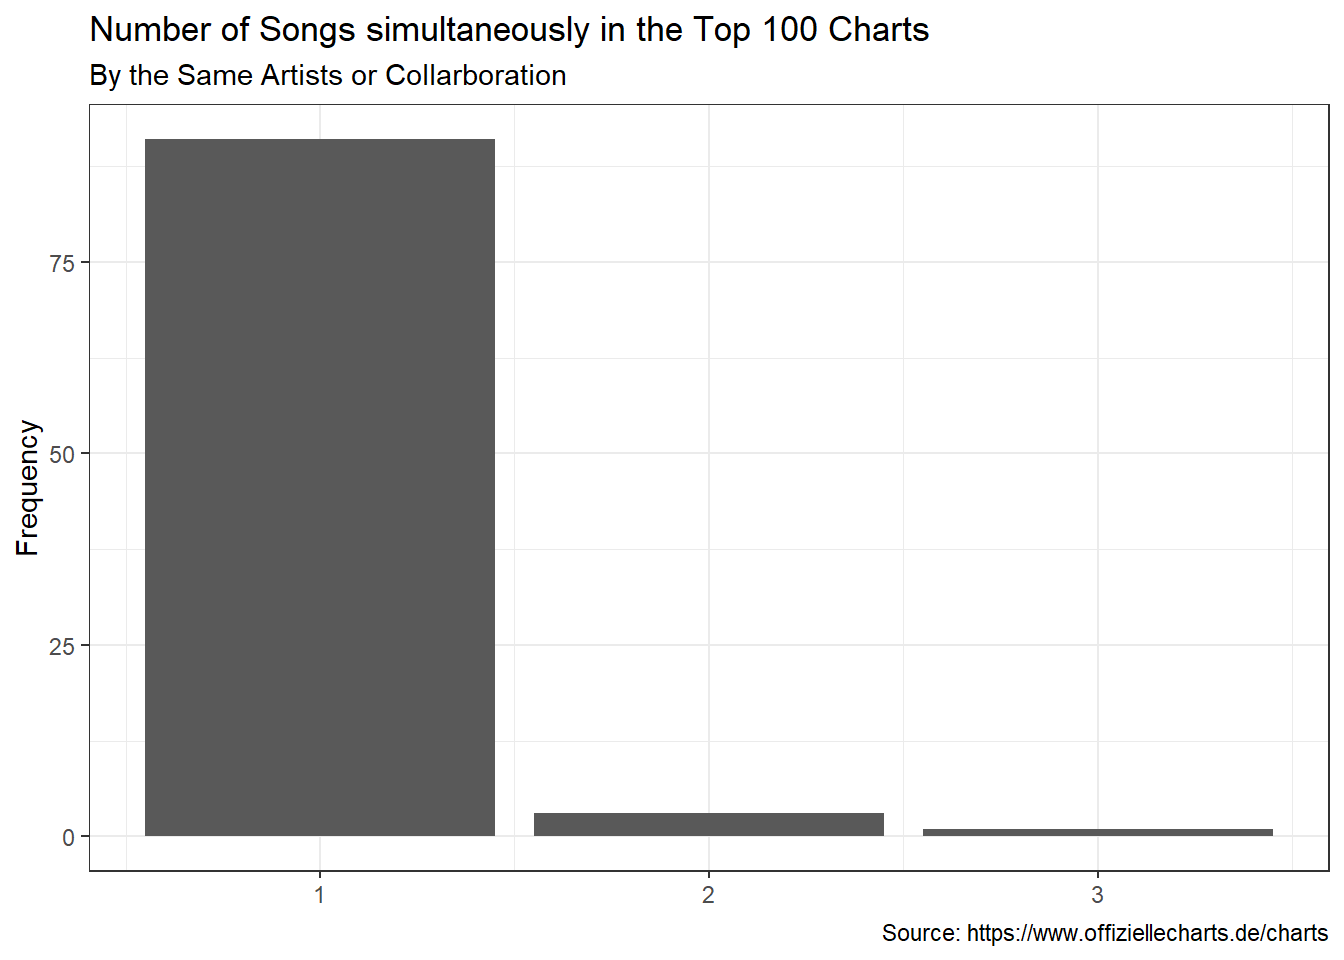 Number of Songs simultaneously in the Top 100 Charts
By the Same Artists or Collarboration
Frequency
75
50
25
0
1
2
3
Source: https://www.offiziellecharts.de/charts